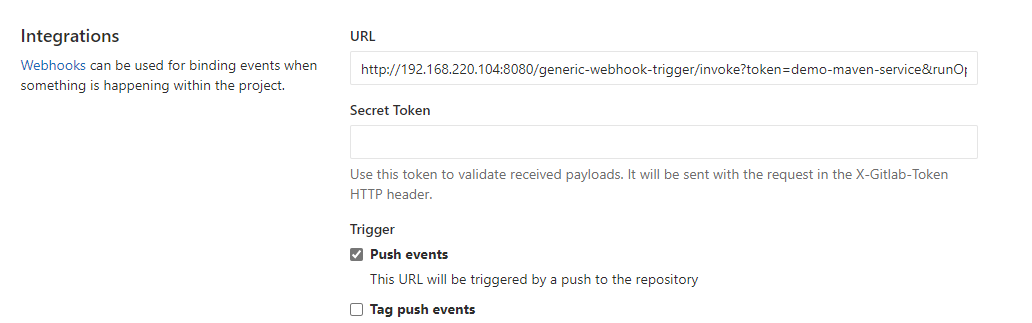 Integrations
Webhooks can be used for binding events when
something is happening within the project.
URL
http://192.168.220.104:8080/generic-webhook-trigger/invoke?token=demo-maven-service&runOp
Secret Token
Use this token to validate received payloads. It will be sent with the request in the X-Gitlab-Token
HTTP header.
Trigger
Push events
This URL will be triggered by a push to the repository
Tag push events